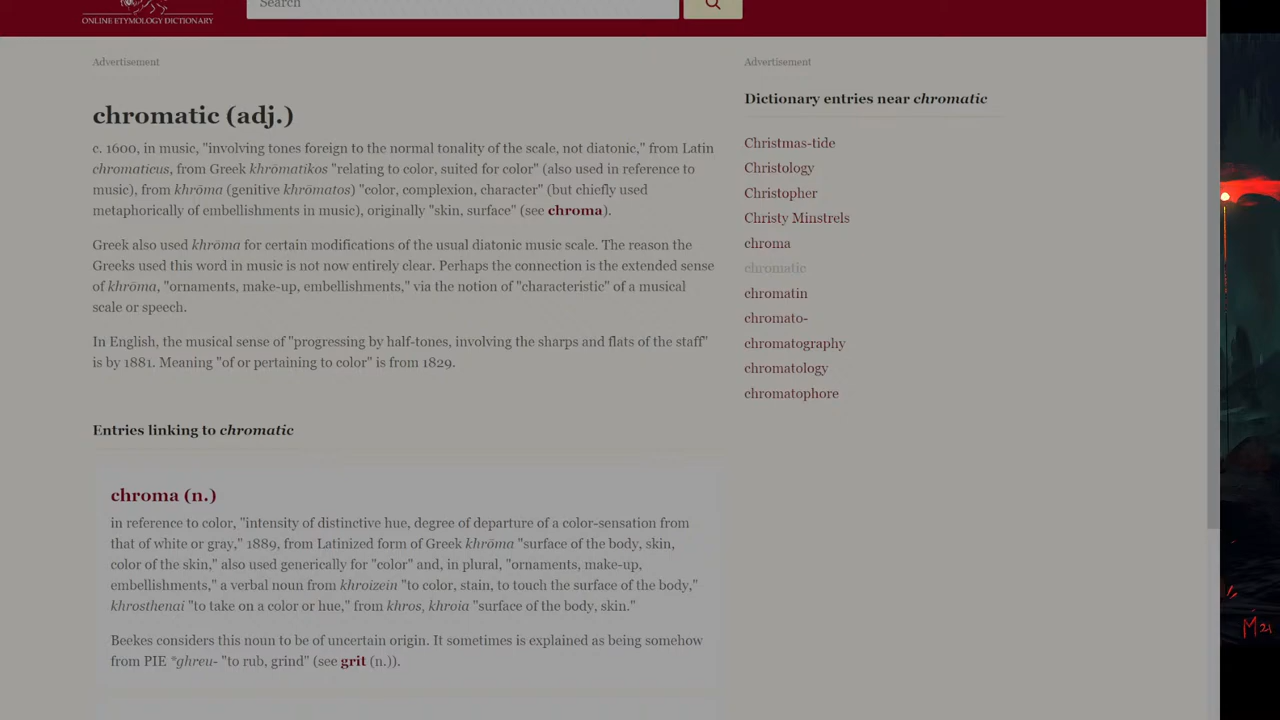 Search
ONLINE ETYMOLOGY DICTIONARY
Advertisement
chromatic (adj.)
c. 1600, in music, "involving tones foreign to the normal tonality of the scale, not diatonic," from Latin
chromaticus, from Greek khrōmatikos "relating to color, suited for color" (also used in reference to
music), from khrōma (genitive khrōmatos) "color, complexion, character" (but chiefly used
metaphorically of embellishments in music), originally "skin, surface" (see chroma).
Greek also used khrōma for certain modifications of the usual diatonic music scale. The reason the
Greeks used this word in music is not now entirely clear. Perhaps the connection is the extended sense
of khrōma, "ornaments, make-up, embellishments," via the notion of "characteristic" of a musical
scale or speech.
In English, the musical sense of "progressing by half-tones, involving the sharps and flats of the staff"
is by 1881. Meaning "of or pertaining to color" is from 1829.
Entries linking to chromatic
chroma (n.)
in reference to color, "intensity of distinctive hue, degree of departure of a color-sensation from
that of white or gray," 1889, from Latinized form of Greek khrōma "surface of the body, skin,
color of the skin," also used generically for "color" and, in plural, "ornaments, make-up,
embellishments," a verbal noun from khroizein "to color, stain, to touch the surface of the body,"
khrosthenai "to take on a color or hue," from khros, khroia "surface of the body, skin."
Beekes considers this noun to be of uncertain origin. It sometimes is explained as being somehow
from PIE *ghreu- "to rub, grind" (see grit (n.)).
Advertisement
Dictionary entries near chromatic
Christmas-tide
Christology
Christopher
Christy Minstrels
chroma
chromatic
chromatin
chromato-
chromatography
chromatology
chromatophore
M 21